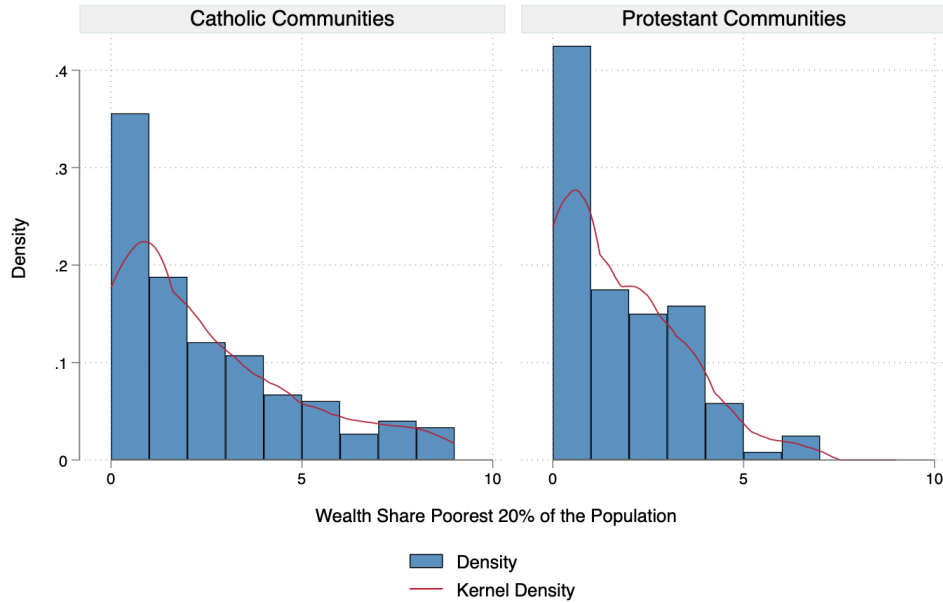 Catholic Communities
Protestant Communities
.4
.3
.2
.1
0
Density
0
5
10
0
5
10
Wealth Share Poorest 20% of the Population
Density
Kernel Density